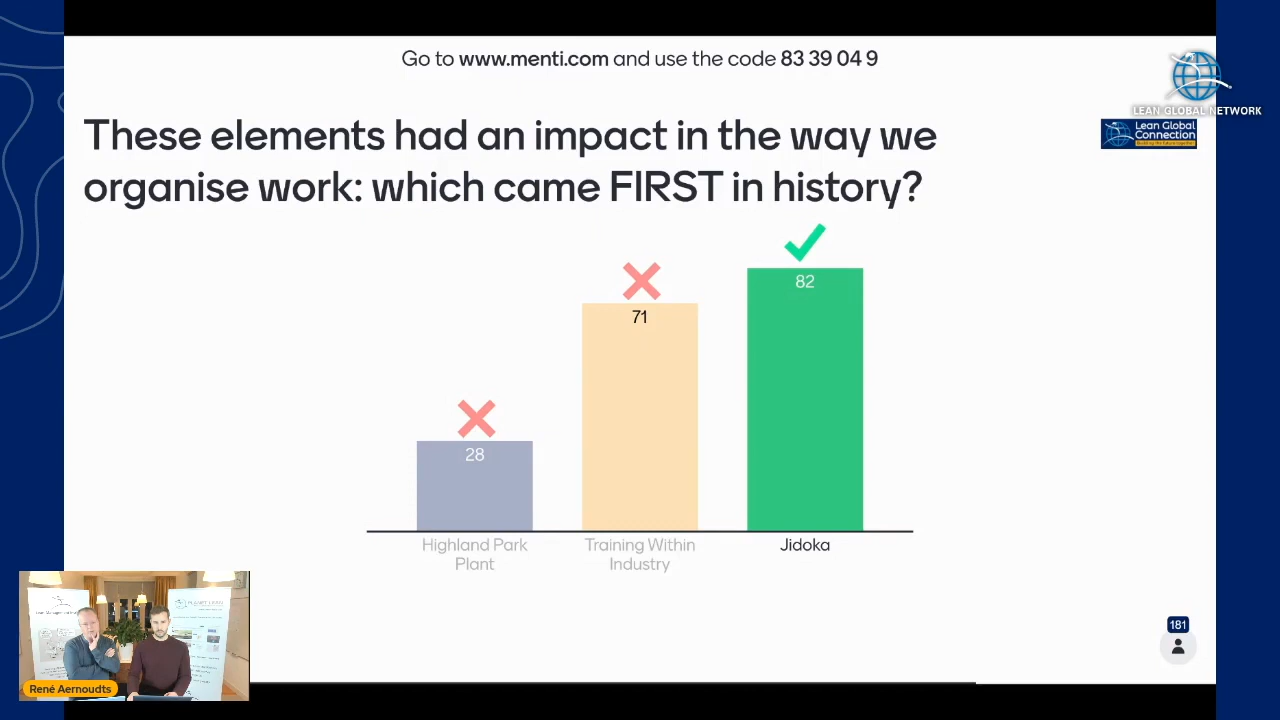 Go to www.menti.com and use the code 83 39 04 9
LEAN GLOBAL NETWORK
Lean Global
Connection
These elements had an impact in the way we
organise work: which came FIRST in history?
82
71
28
Highland Park
Plant
Training Within
Industry
Jidoka
181
PLANET LEAN
René Aernoudts